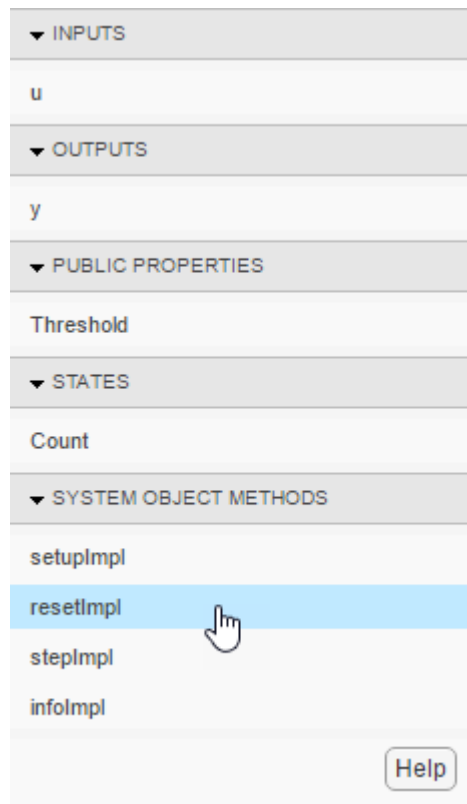 INPUTS
u
OUTPUTS
y
PUBLIC PROPERTIES
Threshold
STATES
Count
SYSTEM OBJECT METHODS
setupImpl
resetImpl
stepImpl
infoImpl
Help